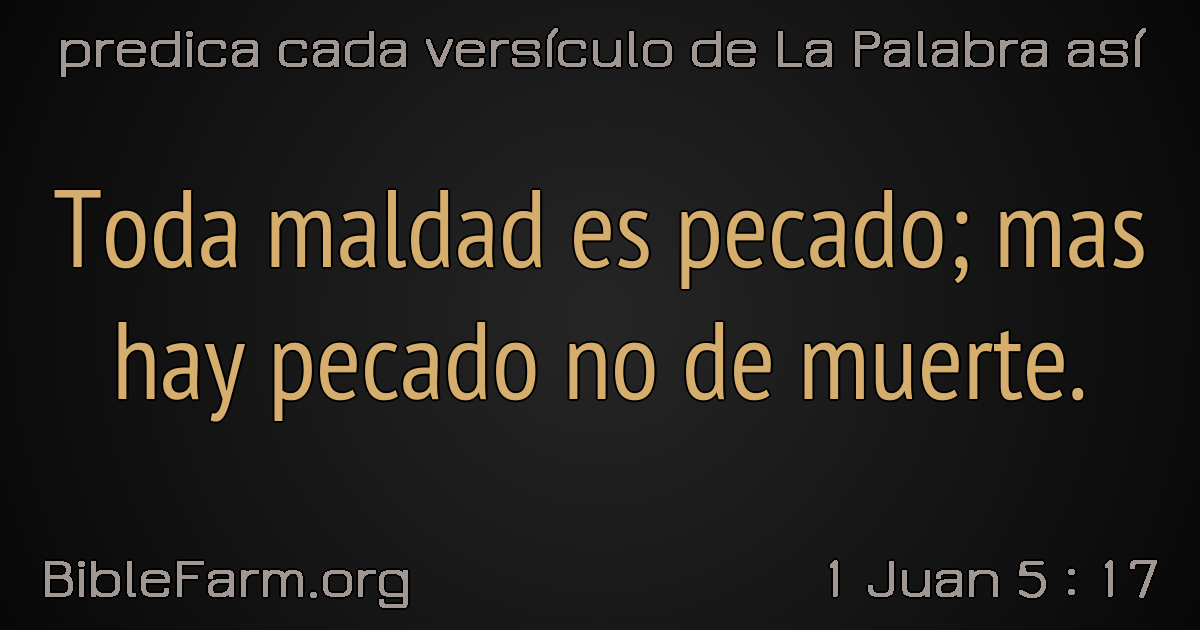 predica cada versículo de La Palabra así
Toda maldad es pecado; mas
hay pecado no de muerte.
BibleFarm.org
1 Juan 5 : 17